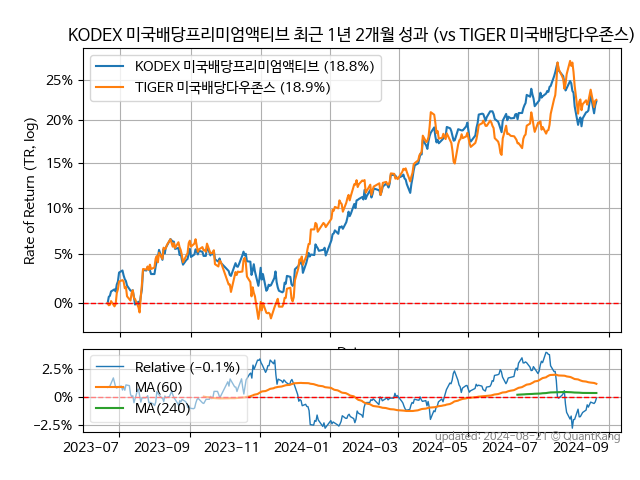 KODEX 미국배당프리미엄액티브 최근 1년 2개월 성과 (vs TIGER 미국배당다우존스)
KODEX 미국배당프리미엄액티브 (18.8%)
TIGER 미국배당다우존스 (18.9%)
Rate of Return (TR, log)
25%
20%
15%
10%
5%
0%
Relative (−0.1%)
MA(60)
MA(240)
2.5%
0%
−2.5%
2023-07
2023-09
2023-11
2024-01
2024-03
2024-05
2024-07
2024-09
updated: 2024-08-21 © QuantKang